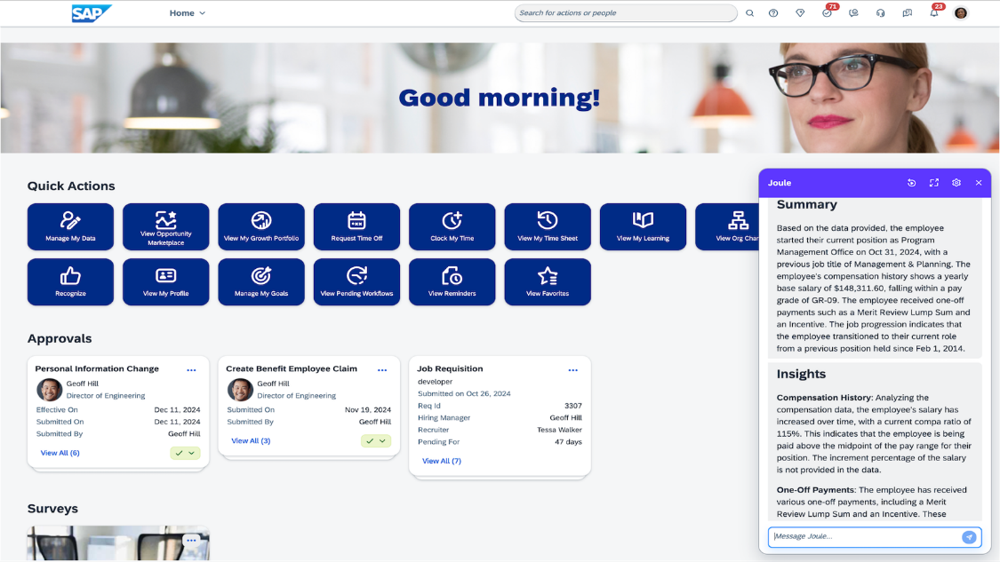 SAP
Home
Search for actions or people
71
23
Good morning!
Quick Actions
Manage My Data
View Opportunity
Marketplace
View My Growth Portfolio
Request Time Off
Clock My Time
View My Time Sheet
View My Learning
View Org Char
Recognize
View My Profile
Manage My Goals
View Pending Workflows
View Reminders
View Favorites
Approvals
Personal Information Change
Geoff Hill
Director of Engineering
Effective On Dec 11, 2024
Submitted On Dec 11, 2024
Submitted By Geoff Hill
View All (6)
Create Benefit Employee Claim
Geoff Hill
Director of Engineering
Submitted On Nov 19, 2024
Submitted By Geoff Hill
View All (3)
Job Requisition
developer
Submitted on Oct 26, 2024
Req Id 3307
Hiring Manager Geoff Hill
Recruiter Tessa Walker
Pending For 47 days
View All (7)
Surveys
Joule
Summary
Based on the data provided, the employee
started their current position as Program
Management Office on Oct 31, 2024, with a
previous job title of Management & Planning. The
employee's compensation history shows a yearly
base salary of $148,311.60, falling within a pay
grade of GR-09. The employee received one-off
payments such as a Merit Review Lump Sum and
an Incentive. The job progression indicates that
the employee transitioned to their current role
from a previous position held since Feb 1, 2014.
Insights
Compensation History: Analyzing the
compensation data, the employee's salary has
increased over time, with a current compa ratio of
115%. This indicates that the employee is being
paid above the midpoint of the pay range for their
position. The increment percentage of the salary
is not provided in the data.
One-Off Payments: The employee has received
various one-off payments, including a Merit
Review Lump Sum and an Incentive. These
Message Joule...